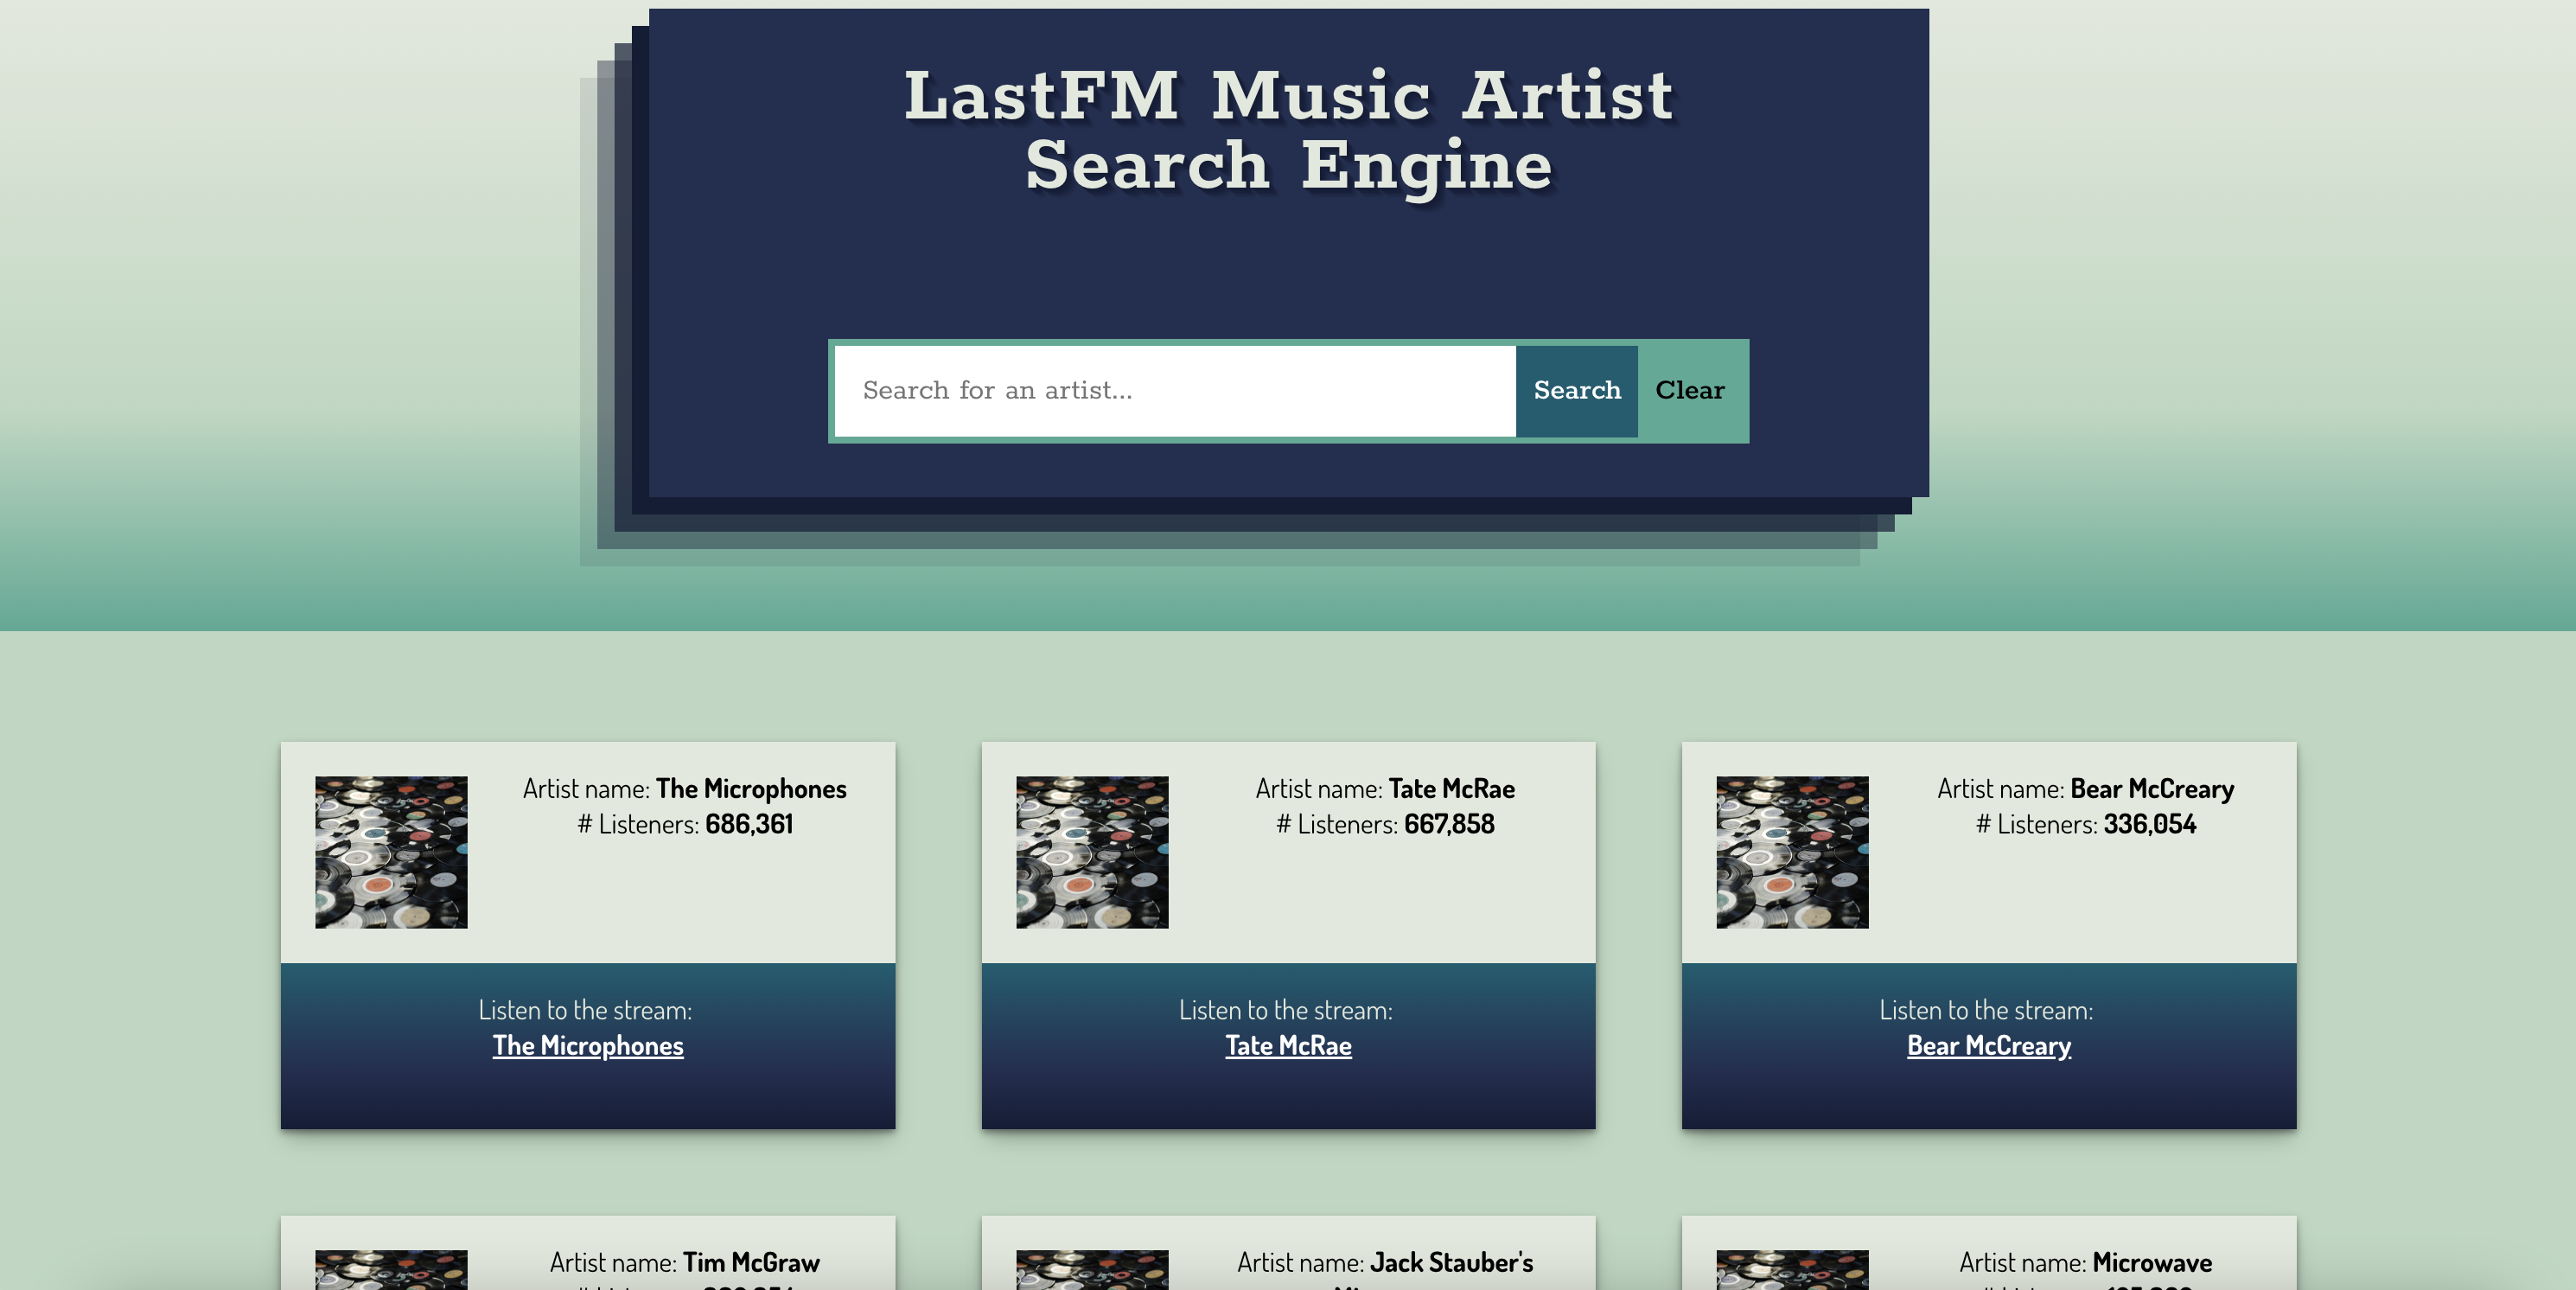 LastFM Music Artist
Search Engine
Search for an artist...
Search
Clear
Artist name: The Microphones
# Listeners: 686,361
Listen to the stream:
The Microphones
Artist name: Tate McRae
# Listeners: 667,858
Listen to the stream:
Tate McRae
Artist name: Bear McCreary
# Listeners: 336,054
Listen to the stream:
Bear McCreary
Artist name: Tim McGraw
Artist name: Jack Stauber's
Artist name: Microwave